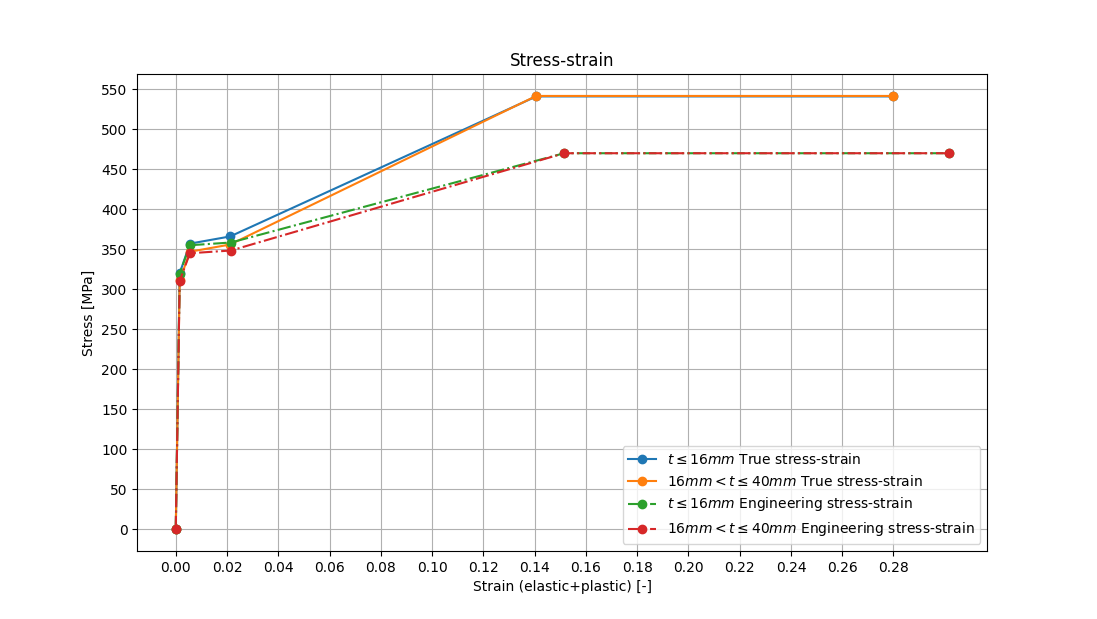 Stress-strain
550
500
450
400
350
300
250
200
150
100
50
0
Stress [MPa]
t ≤ 16mm True stress-strain
16mm < t ≤ 40mm True stress-strain
t ≤ 16mm Engineering stress-strain
16mm < t ≤ 40mm Engineering stress-strain
0.00 0.02 0.04 0.06 0.08 0.10 0.12 0.14 0.16 0.18 0.20 0.22 0.24 0.26 0.28
Strain (elastic+plastic) [-]